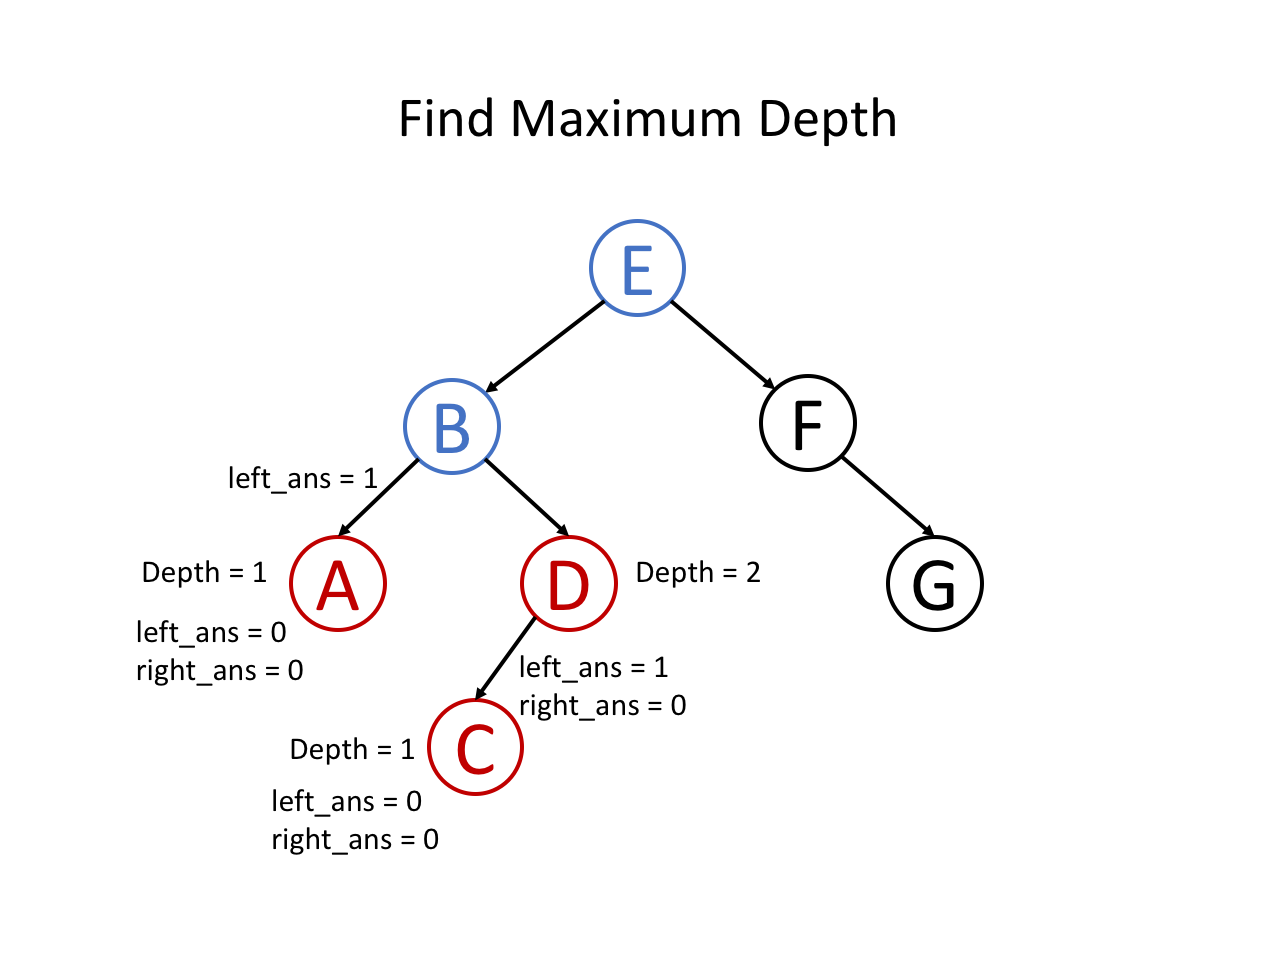 Find Maximum Depth
E
B
F
left_ans = 1
Depth = 1
A
D
Depth = 2
G
left_ans = 0
right_ans = 0
left_ans = 1
right_ans = 0
Depth = 1
C
left_ans = 0
right_ans = 0